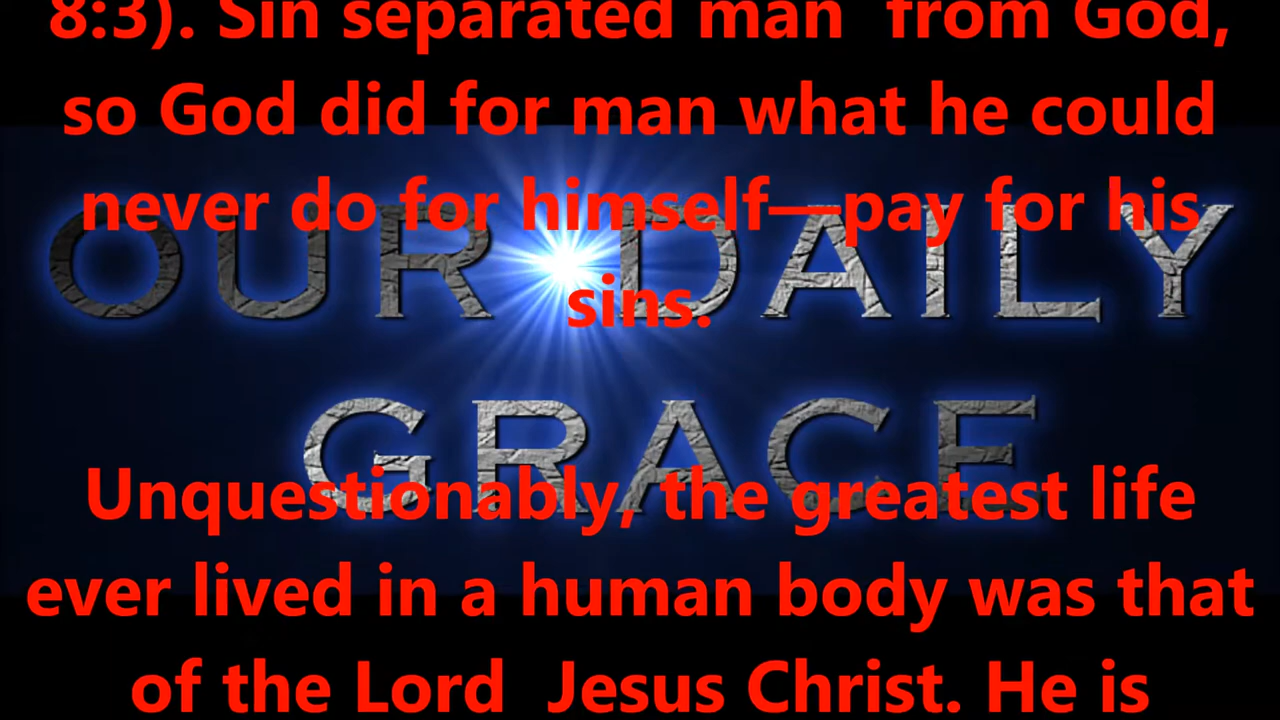 8:3). Sin separated man  from God,
so God did for man what he could
never do for himself—pay for his
sins.
OUR DAILY
GRACE
Unquestionably, the greatest life
ever lived in a human body was that
of the Lord  Jesus Christ. He is